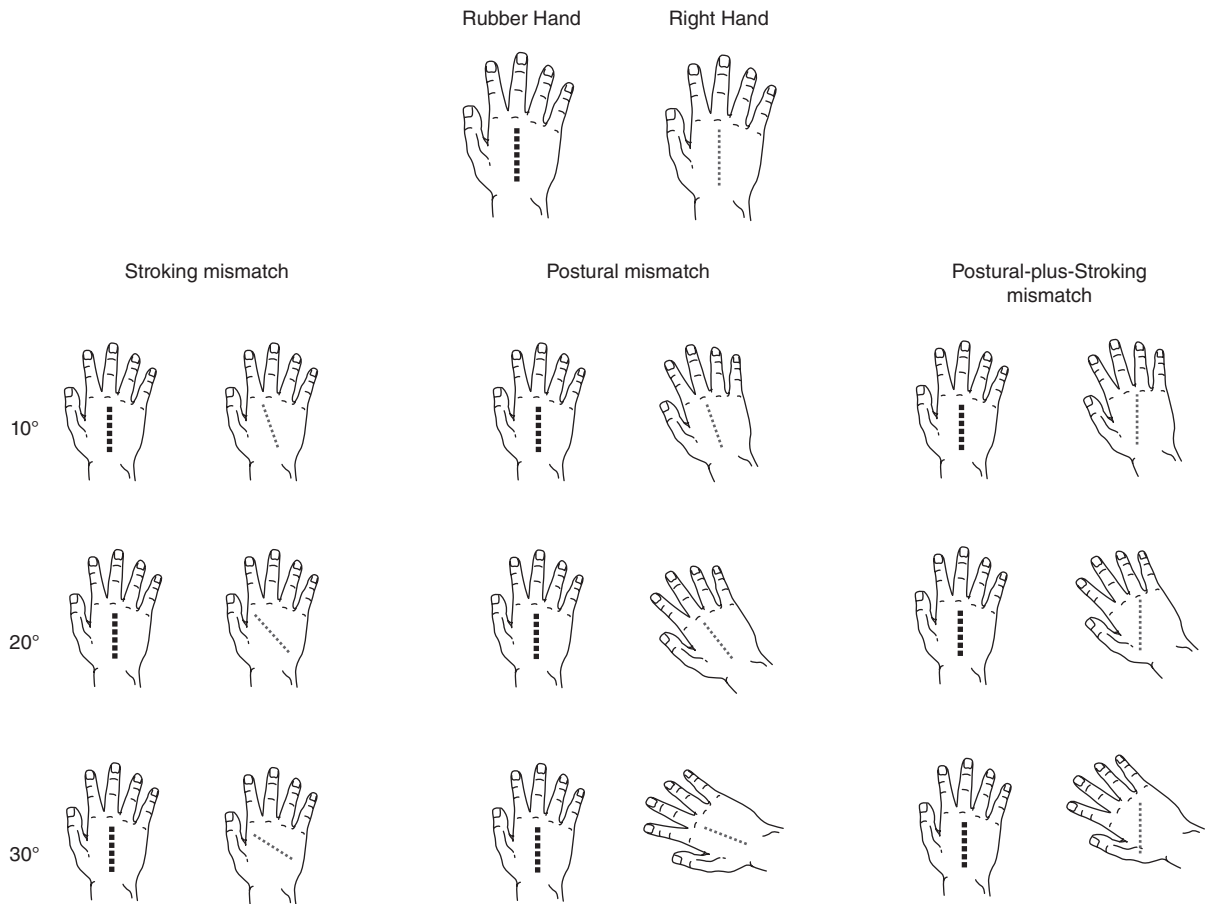 Rubber Hand
Right Hand
Stroking mismatch
Postural mismatch
Postural-plus-Stroking
mismatch
10°
20°
30°